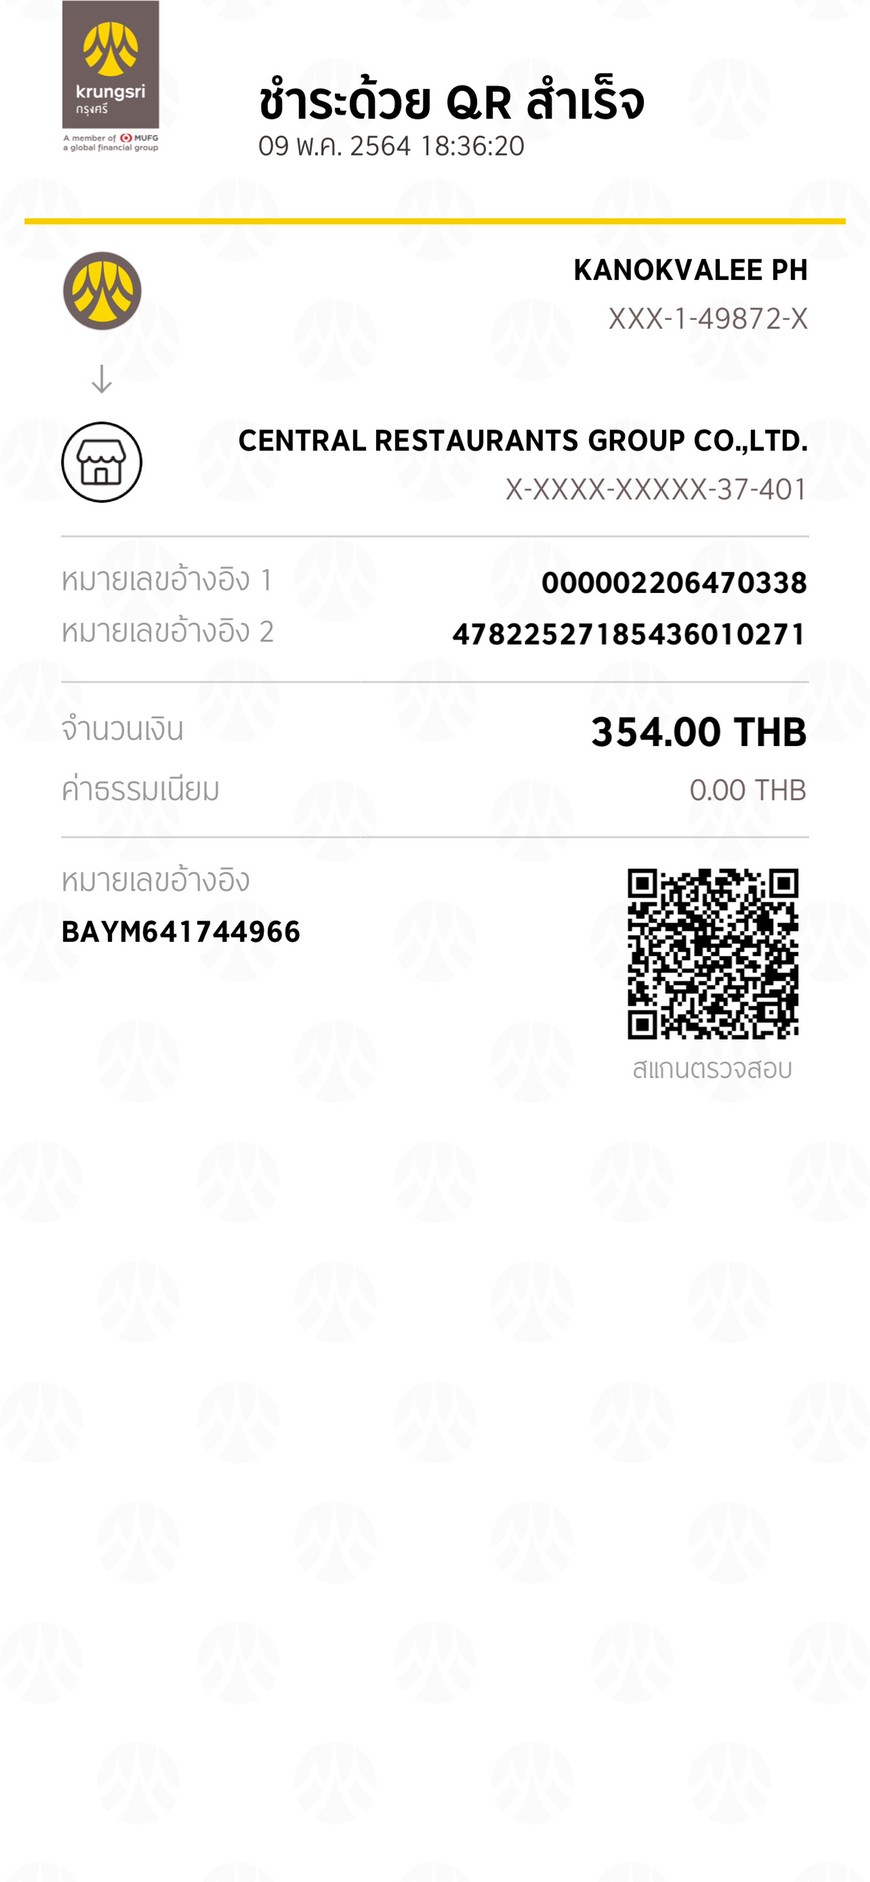 krungsri
กรุงศรี
A member of MUFG
a global financial group
ชำระด้วย QR สำเร็จ
09 พ.ค. 2564 18:36:20
KANOKVALEE PH
XXX-1-49872-X
CENTRAL RESTAURANTS GROUP CO.,LTD.
X-XXXX-XXXXX-37-401
หมายเลขอ้างอิง 1 000002206470338
หมายเลขอ้างอิง 2 47822527185436010271
จำนวนเงิน 354.00 THB
ค่าธรรมเนียม 0.00 THB
หมายเลขอ้างอิง
BAYM641744966
สแกนตรวจสอบ